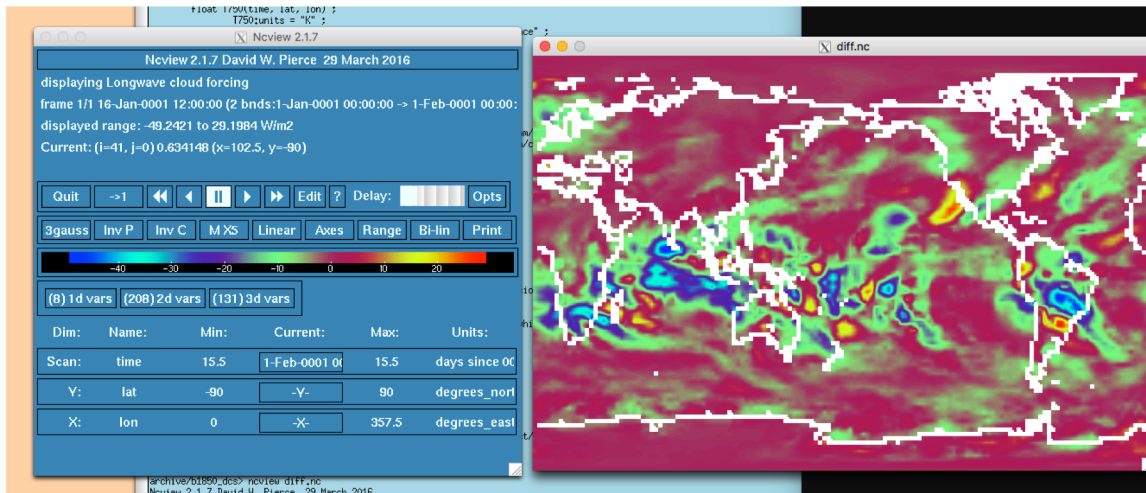 float T750(time, lat, lon) ;
T750:units = "K" ;
Ncview 2.1.7
diff.nc
Ncview 2.1.7 David W. Pierce 29 March 2016
displaying Longwave cloud forcing
frame 1/1 16-Jan-0001 12:00:00 (2 bnds:1-Jan-0001 00:00:00 -> 1-Feb-0001 00:00:
displayed range: -49.2421 to 29.1984 W/m2
Current: (i=41, j=0) 0.634148 (x=102.5, y=-90)
Quit ->1 Edit ? Delay: Opts
3gauss Inv P Inv C M X5 Linear Axes Range Bi-lin Print
-40 -30 -20 -10 0 10 20
(8) 1d vars (208) 2d vars (131) 3d vars
Dim: Name: Min: Current: Max: Units:
Scan: time 15.5 1-Feb-0001 00 15.5 days since 00
Y: lat -90 -Y- 90 degrees_nort
X: lon 0 -X- 357.5 degrees_east
archive/b1850_dcs> ncview diff.nc
Ncview 2.1.7 David W. Pierce 29 March 2016